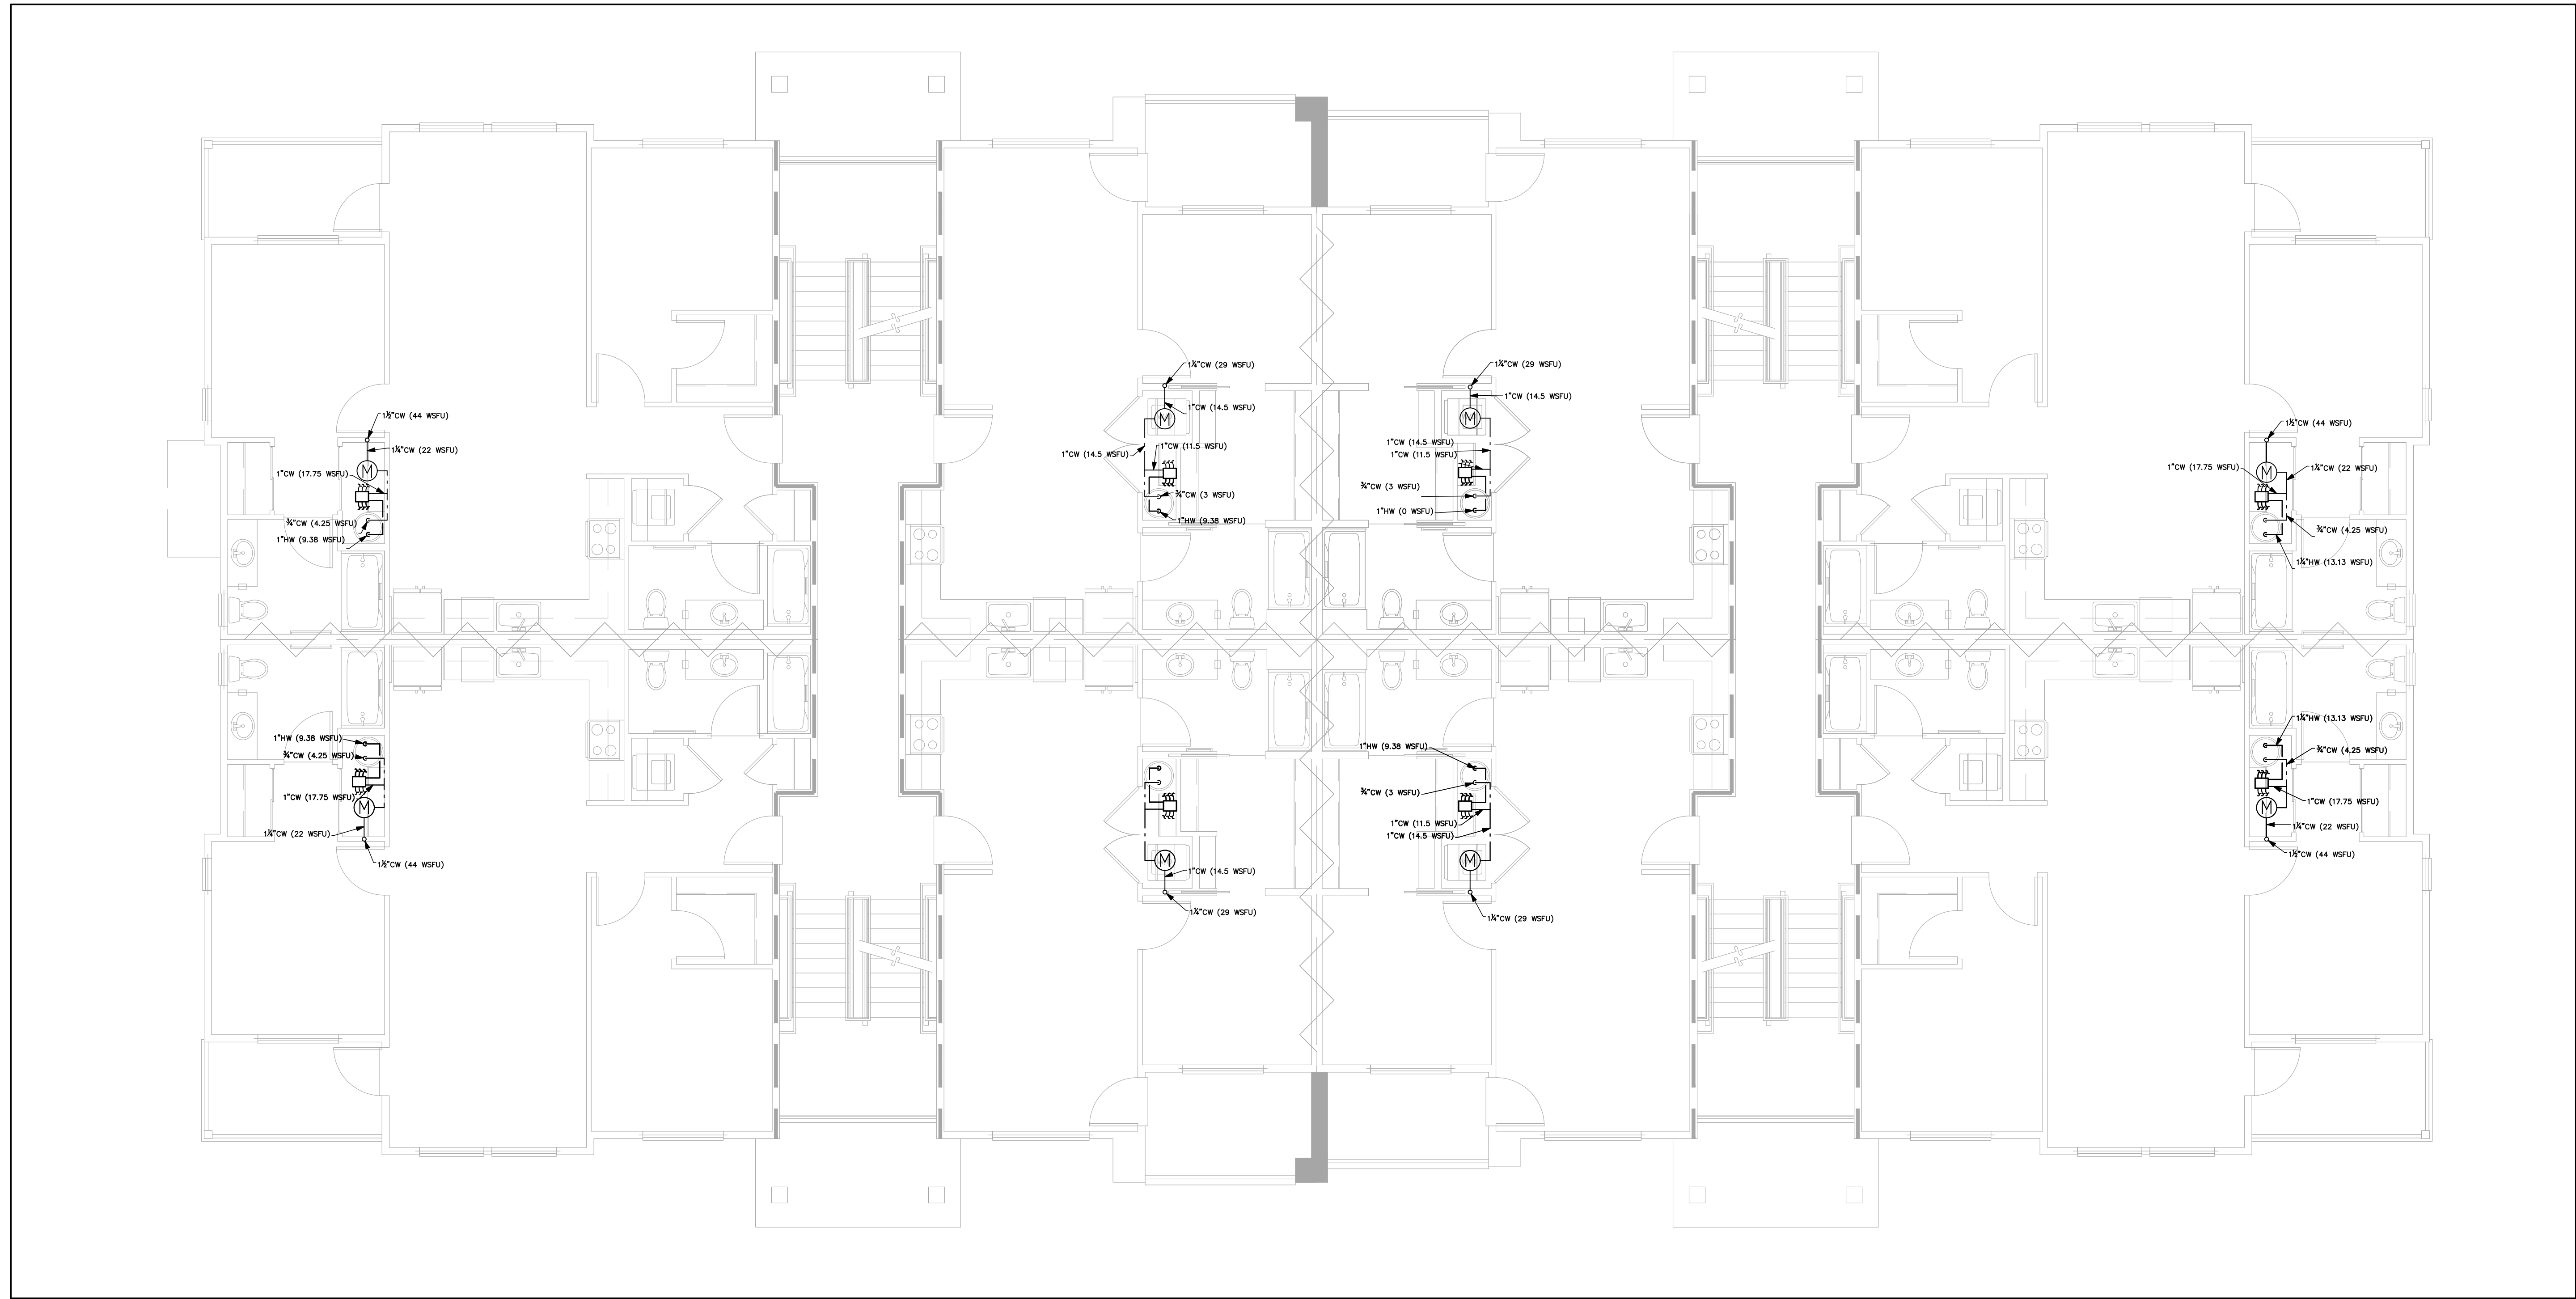 1½"CW (44 WSFU)
1¼"CW (22 WSFU)
M
1"CW (17.75 WSFU)
¾"CW (4.25 WSFU)
1"HW (9.38 WSFU)
1¼"CW (29 WSFU)
1"CW (14.5 WSFU)
M
1"CW (11.5 WSFU)
1"CW (14.5 WSFU)
¾"CW (3 WSFU)
1"HW (9.38 WSFU)
1¼"CW (29 WSFU)
1"CW (14.5 WSFU)
M
1"CW (14.5 WSFU)
1"CW (11.5 WSFU)
¾"CW (3 WSFU)
1"HW (0 WSFU)
1½"CW (44 WSFU)
M
1"CW (17.75 WSFU)
1¼"CW (22 WSFU)
¾"CW (4.25 WSFU)
1¼"HW (13.13 WSFU)
1"HW (9.38 WSFU)
¾"CW (4.25 WSFU)
1"CW (17.75 WSFU)
M
1¼"CW (22 WSFU)
1½"CW (44 WSFU)
M
1"CW (14.5 WSFU)
1¼"CW (29 WSFU)
1"HW (9.38 WSFU)
¾"CW (3 WSFU)
1"CW (11.5 WSFU)
1"CW (14.5 WSFU)
M
1¼"CW (29 WSFU)
1¼"HW (13.13 WSFU)
¾"CW (4.25 WSFU)
1"CW (17.75 WSFU)
M
1¼"CW (22 WSFU)
1½"CW (44 WSFU)